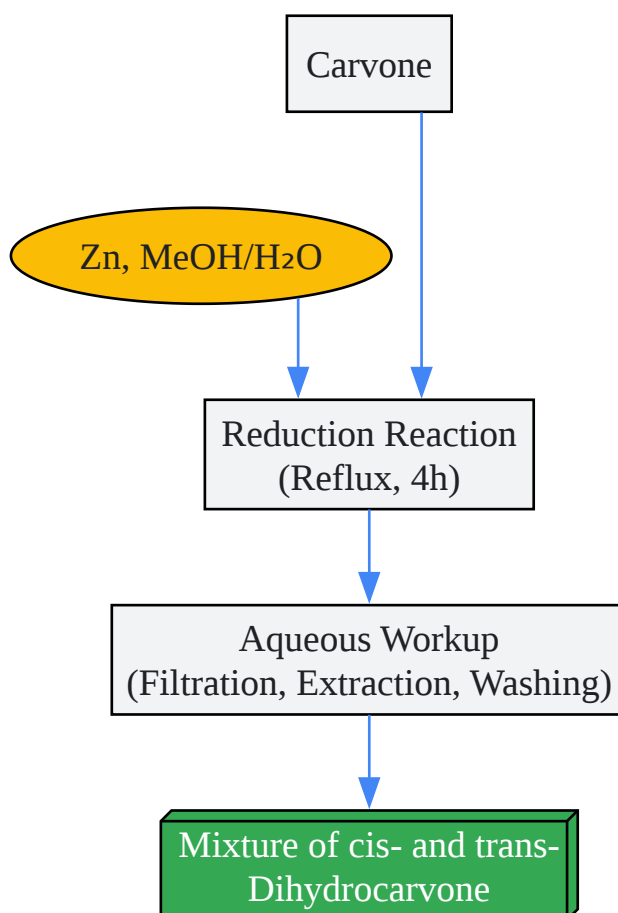 Carvone
Zn, MeOH/H₂O
Reduction Reaction
(Reflux, 4h)
Aqueous Workup
(Filtration, Extraction, Washing)
Mixture of cis- and trans-
Dihydrocarvone